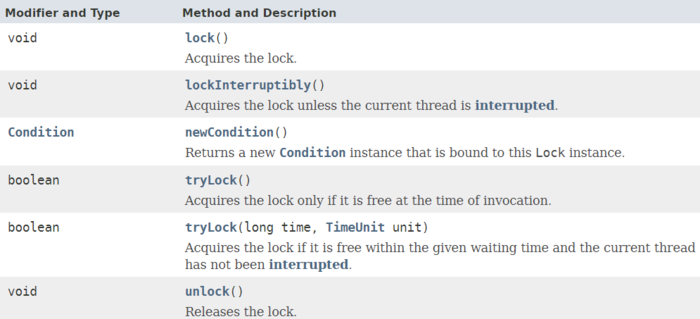 Modifier and Type Method and Description
void lock()
Acquires the lock.
void lockInterruptibly()
Acquires the lock unless the current thread is interrupted.
Condition newCondition()
Returns a new Condition instance that is bound to this Lock instance.
boolean tryLock()
Acquires the lock only if it is free at the time of invocation.
boolean tryLock(long time, TimeUnit unit)
Acquires the lock if it is free within the given waiting time and the current thread
has not been interrupted.
void unlock()
Releases the lock.